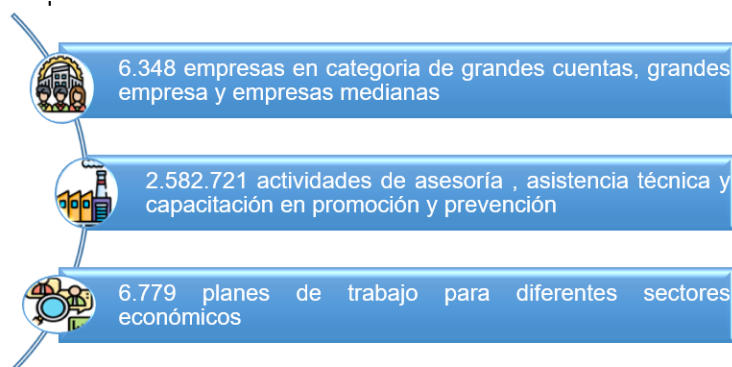 6.348 empresas en categoria de grandes cuentas, grandes
empresa y empresas medianas
2.582.721 actividades de asesoría , asistencia técnica y
capacitación en promoción y prevención
6.779 planes de trabajo para diferentes sectores
económicos